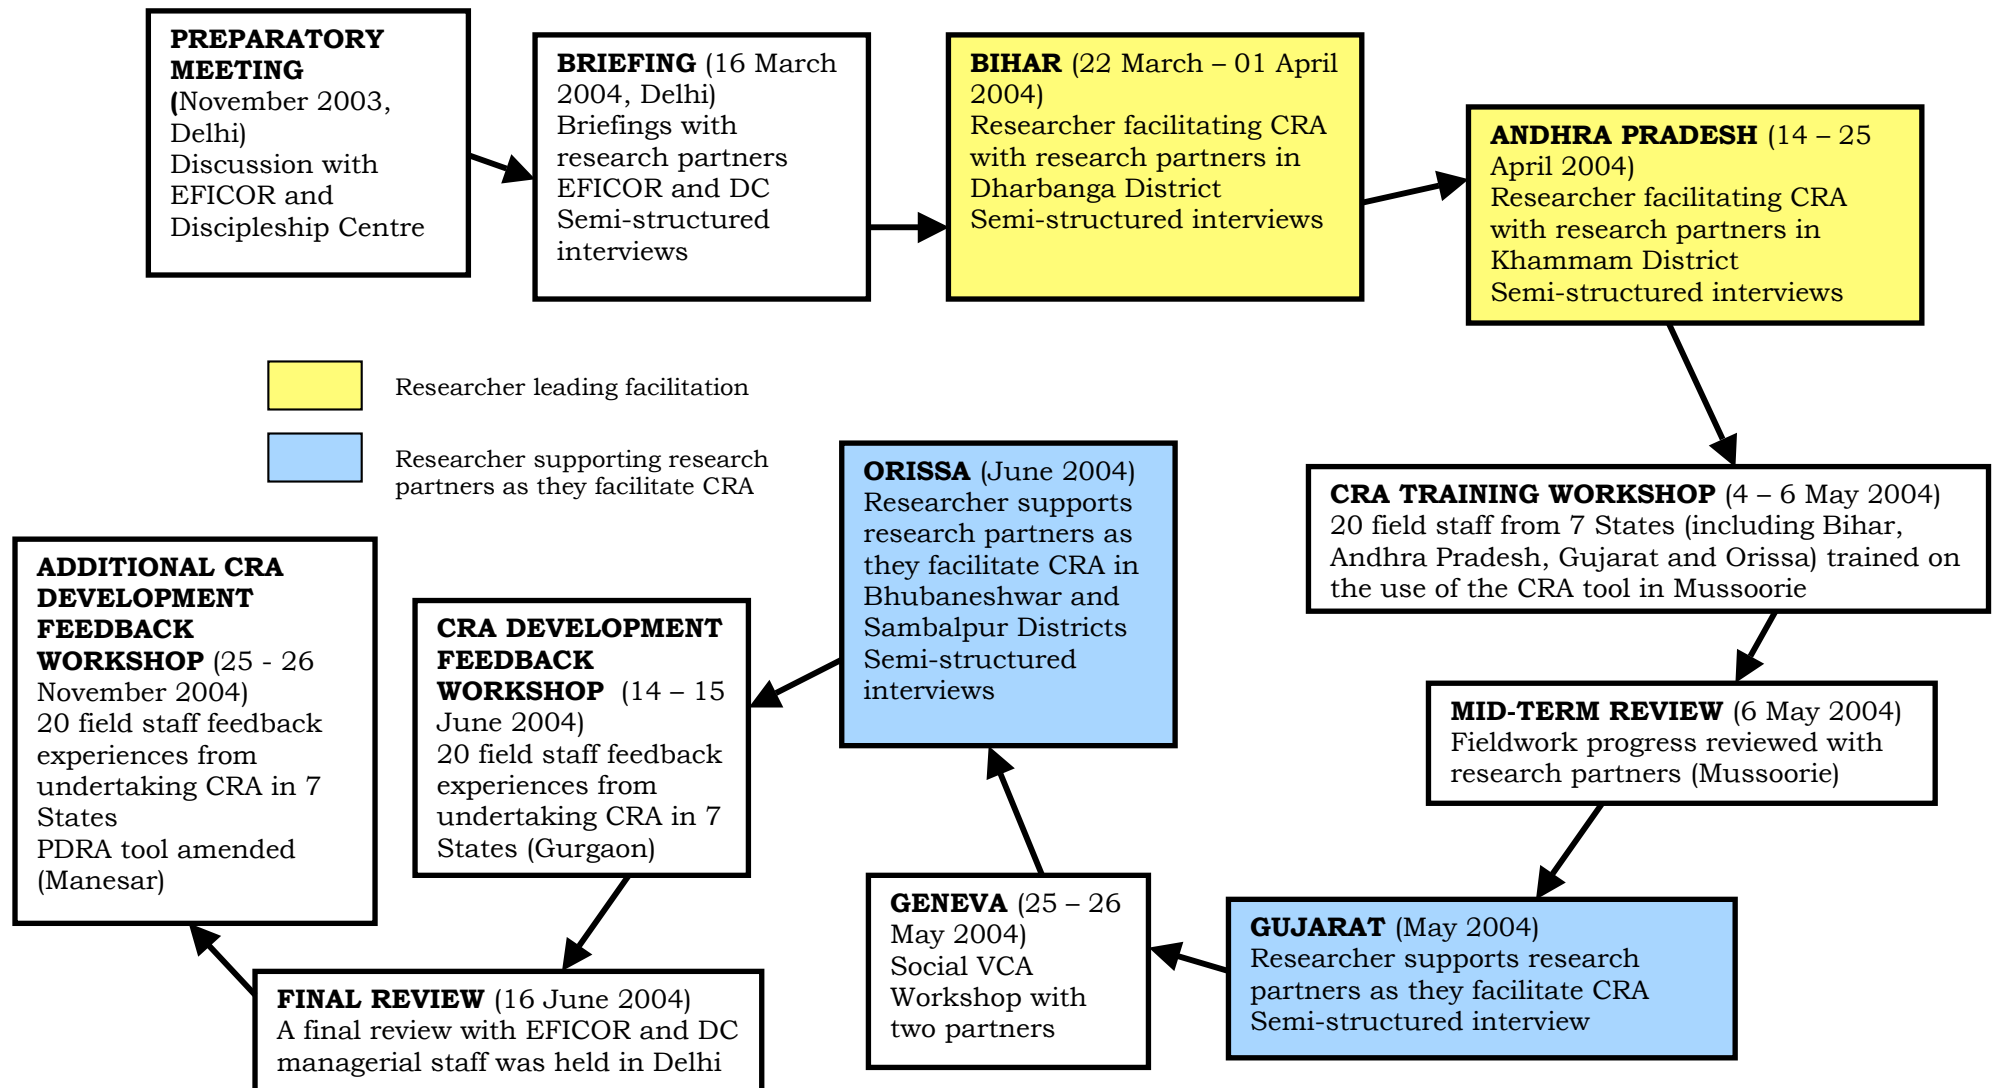 PREPARATORY
MEETING
(November 2003,
Delhi)
Discussion with
EFICOR and
Discipleship Centre
BRIEFING (16 March
2004, Delhi)
Briefings with
research partners
EFICOR and DC
Semi-structured
interviews
BIHAR (22 March – 01 April
2004)
Researcher facilitating CRA
with research partners in
Dharbanga District
Semi-structured interviews
ANDHRA PRADESH (14 – 25
April 2004)
Researcher facilitating CRA
with research partners in
Khammam District
Semi-structured interviews
Researcher leading facilitation
Researcher supporting research
partners as they facilitate CRA
CRA TRAINING WORKSHOP (4 – 6 May 2004)
20 field staff from 7 States (including Bihar,
Andhra Pradesh, Gujarat and Orissa) trained on
the use of the CRA tool in Mussoorie
MID-TERM REVIEW (6 May 2004)
Fieldwork progress reviewed with
research partners (Mussoorie)
GUJARAT (May 2004)
Researcher supports research
partners as they facilitate CRA
Semi-structured interview
GENEVA (25 – 26
May 2004)
Social VCA
Workshop with
two partners
ORISSA (June 2004)
Researcher supports
research partners as
they facilitate CRA in
Bhubaneshwar and
Sambalpur Districts
Semi-structured
interviews
CRA DEVELOPMENT
FEEDBACK
WORKSHOP (14 – 15
June 2004)
20 field staff feedback
experiences from
undertaking CRA in 7
States (Gurgaon)
FINAL REVIEW (16 June 2004)
A final review with EFICOR and DC
managerial staff was held in Delhi
ADDITIONAL CRA
DEVELOPMENT
FEEDBACK
WORKSHOP (25 - 26
November 2004)
20 field staff feedback
experiences from
undertaking CRA in 7
States
PDRA tool amended
(Manesar)